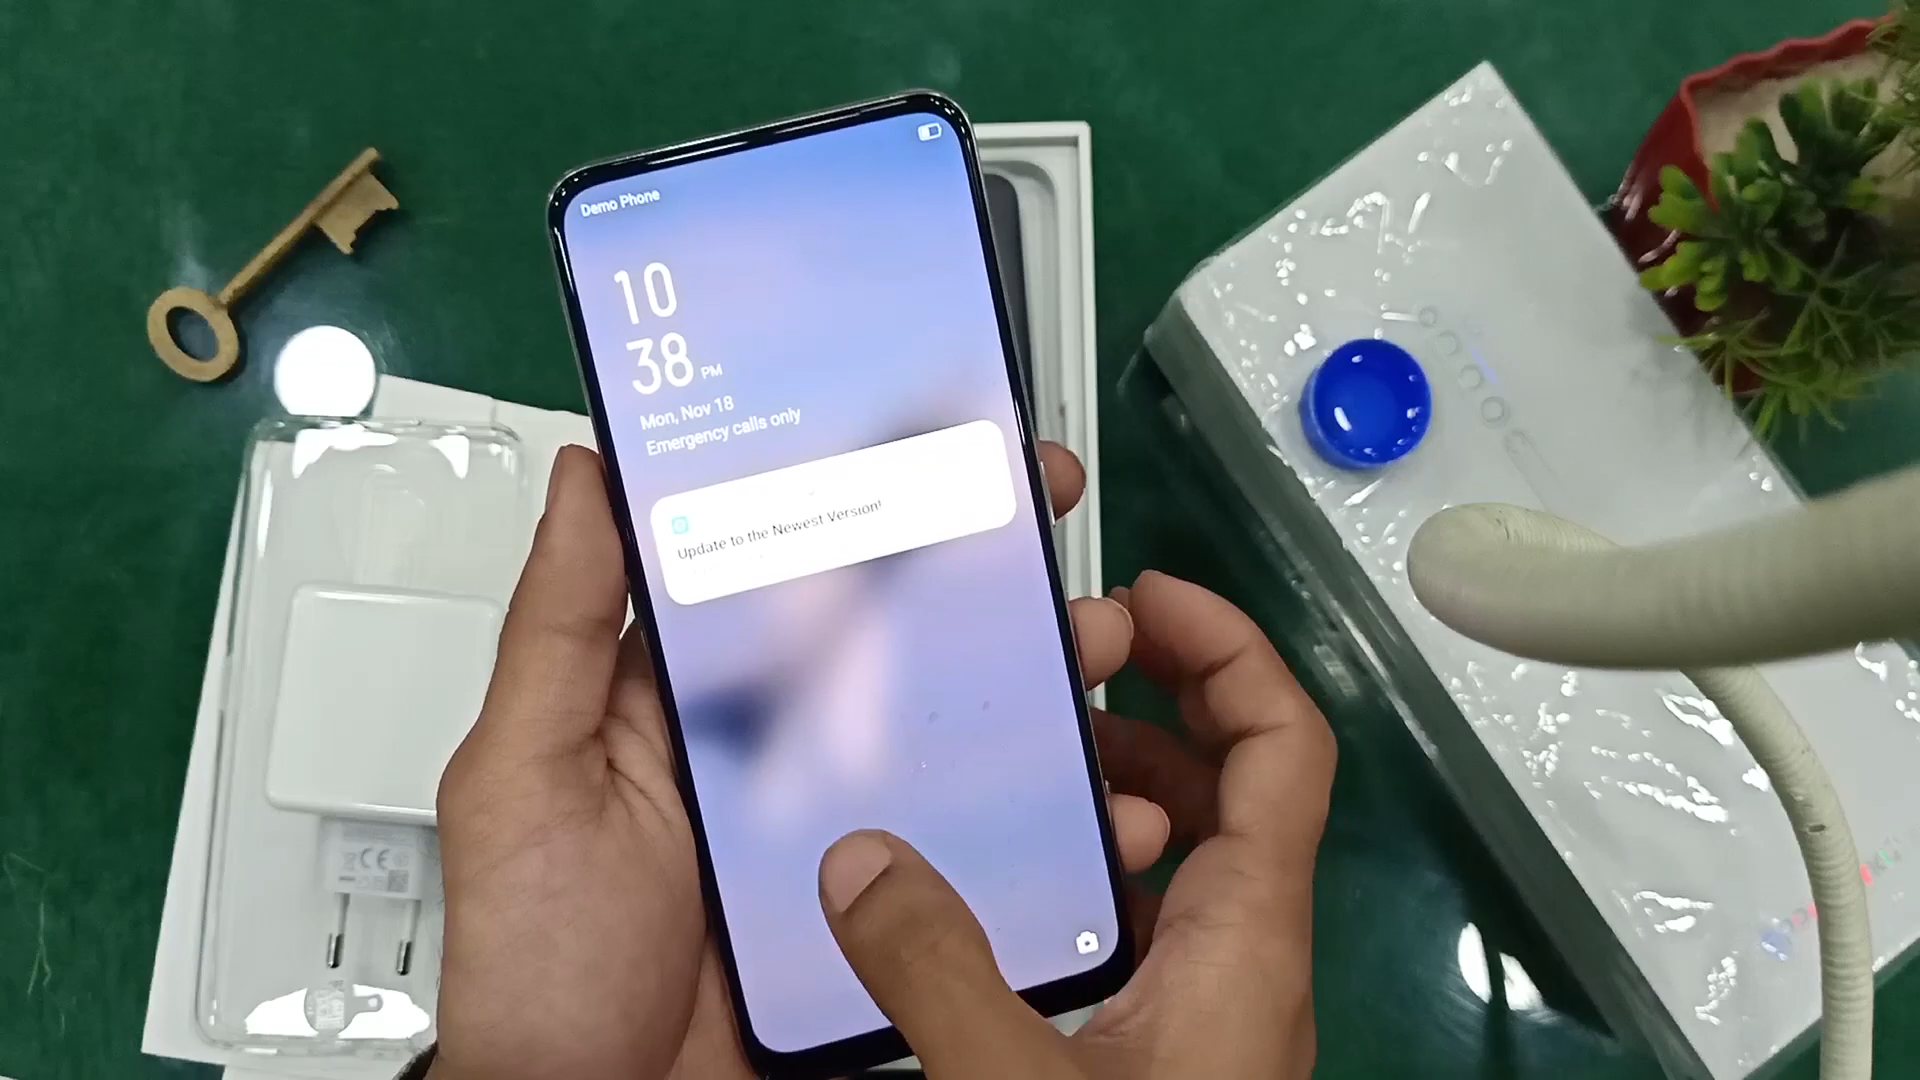 Demo Phone
10
38 PM
Mon, Nov 18
Emergency calls only
Update to the Newest Version!
CE